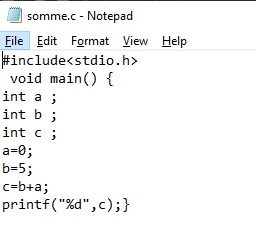 somme.c - Notepad
File Edit Format View Help
#include<stdio.h>
 void main() {
int a ;
int b ;
int c ;
a=0;
b=5;
c=b+a;
printf("%d",c);}